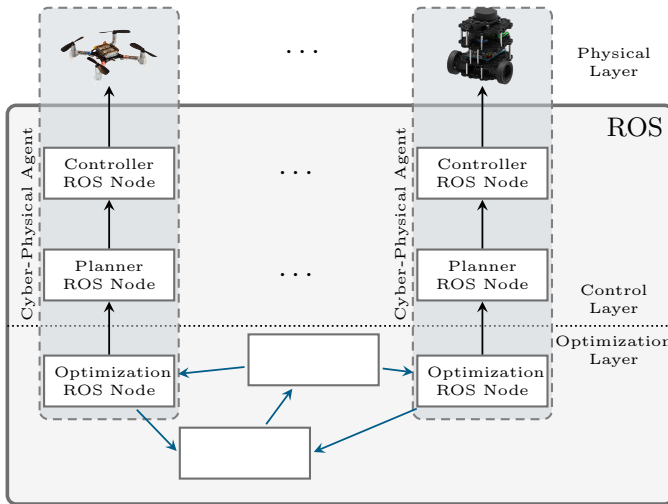 . . .
Physical
Layer
ROS
Cyber-Physical Agent
Controller
ROS Node
. . .
Cyber-Physical Agent
Controller
ROS Node
Planner
ROS Node
. . .
Planner
ROS Node
Control
Layer
Optimization
Layer
Optimization
ROS Node
Optimization
ROS Node